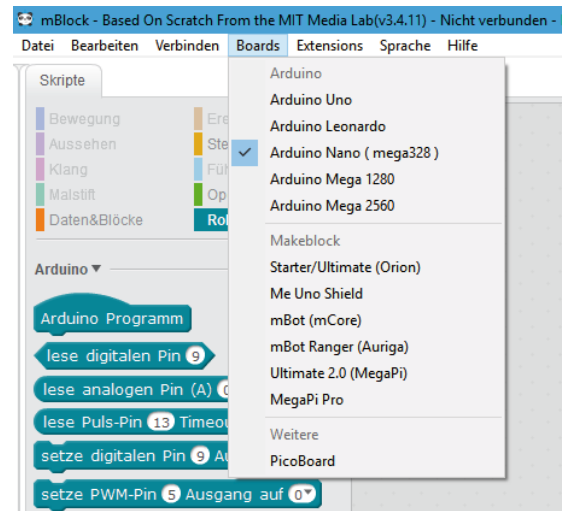 mBlock - Based On Scratch From the MIT Media Lab(v3.4.11) - Nicht verbunden -
Datei Bearbeiten Verbinden Boards Extensions Sprache Hilfe
Skripte
Bewegung
Aussehen
Klang
Malstift
Daten&Blöcke
Arduino
Arduino Programm
lese digitalen Pin 9
lese analogen Pin (A)
lese Puls-Pin 13
setze digitalen Pin 9
setze PWM-Pin 5 Ausgang auf 0
Arduino
Arduino Uno
Arduino Leonardo
Arduino Nano ( mega328 )
Arduino Mega 1280
Arduino Mega 2560
Makeblock
Starter/Ultimate (Orion)
Me Uno Shield
mBot (mCore)
mBot Ranger (Auriga)
Ultimate 2.0 (MegaPi)
MegaPi Pro
Weitere
PicoBoard